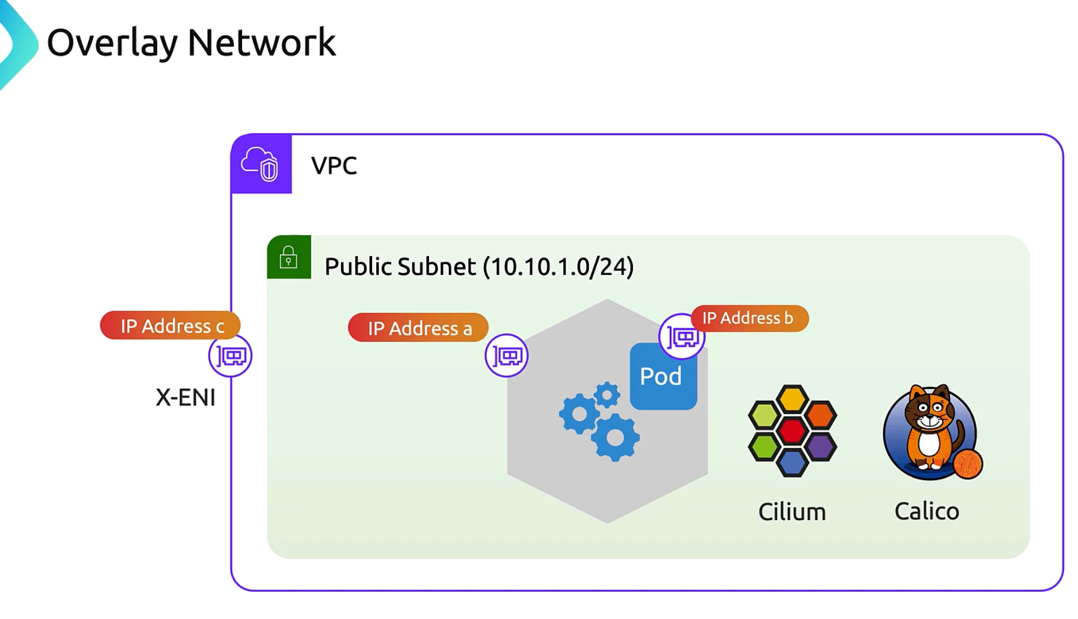 Overlay Network
VPC
Public Subnet (10.10.1.0/24)
IP Address c
IP Address a
IP Address b
X-ENI
Pod
Cilium
Calico